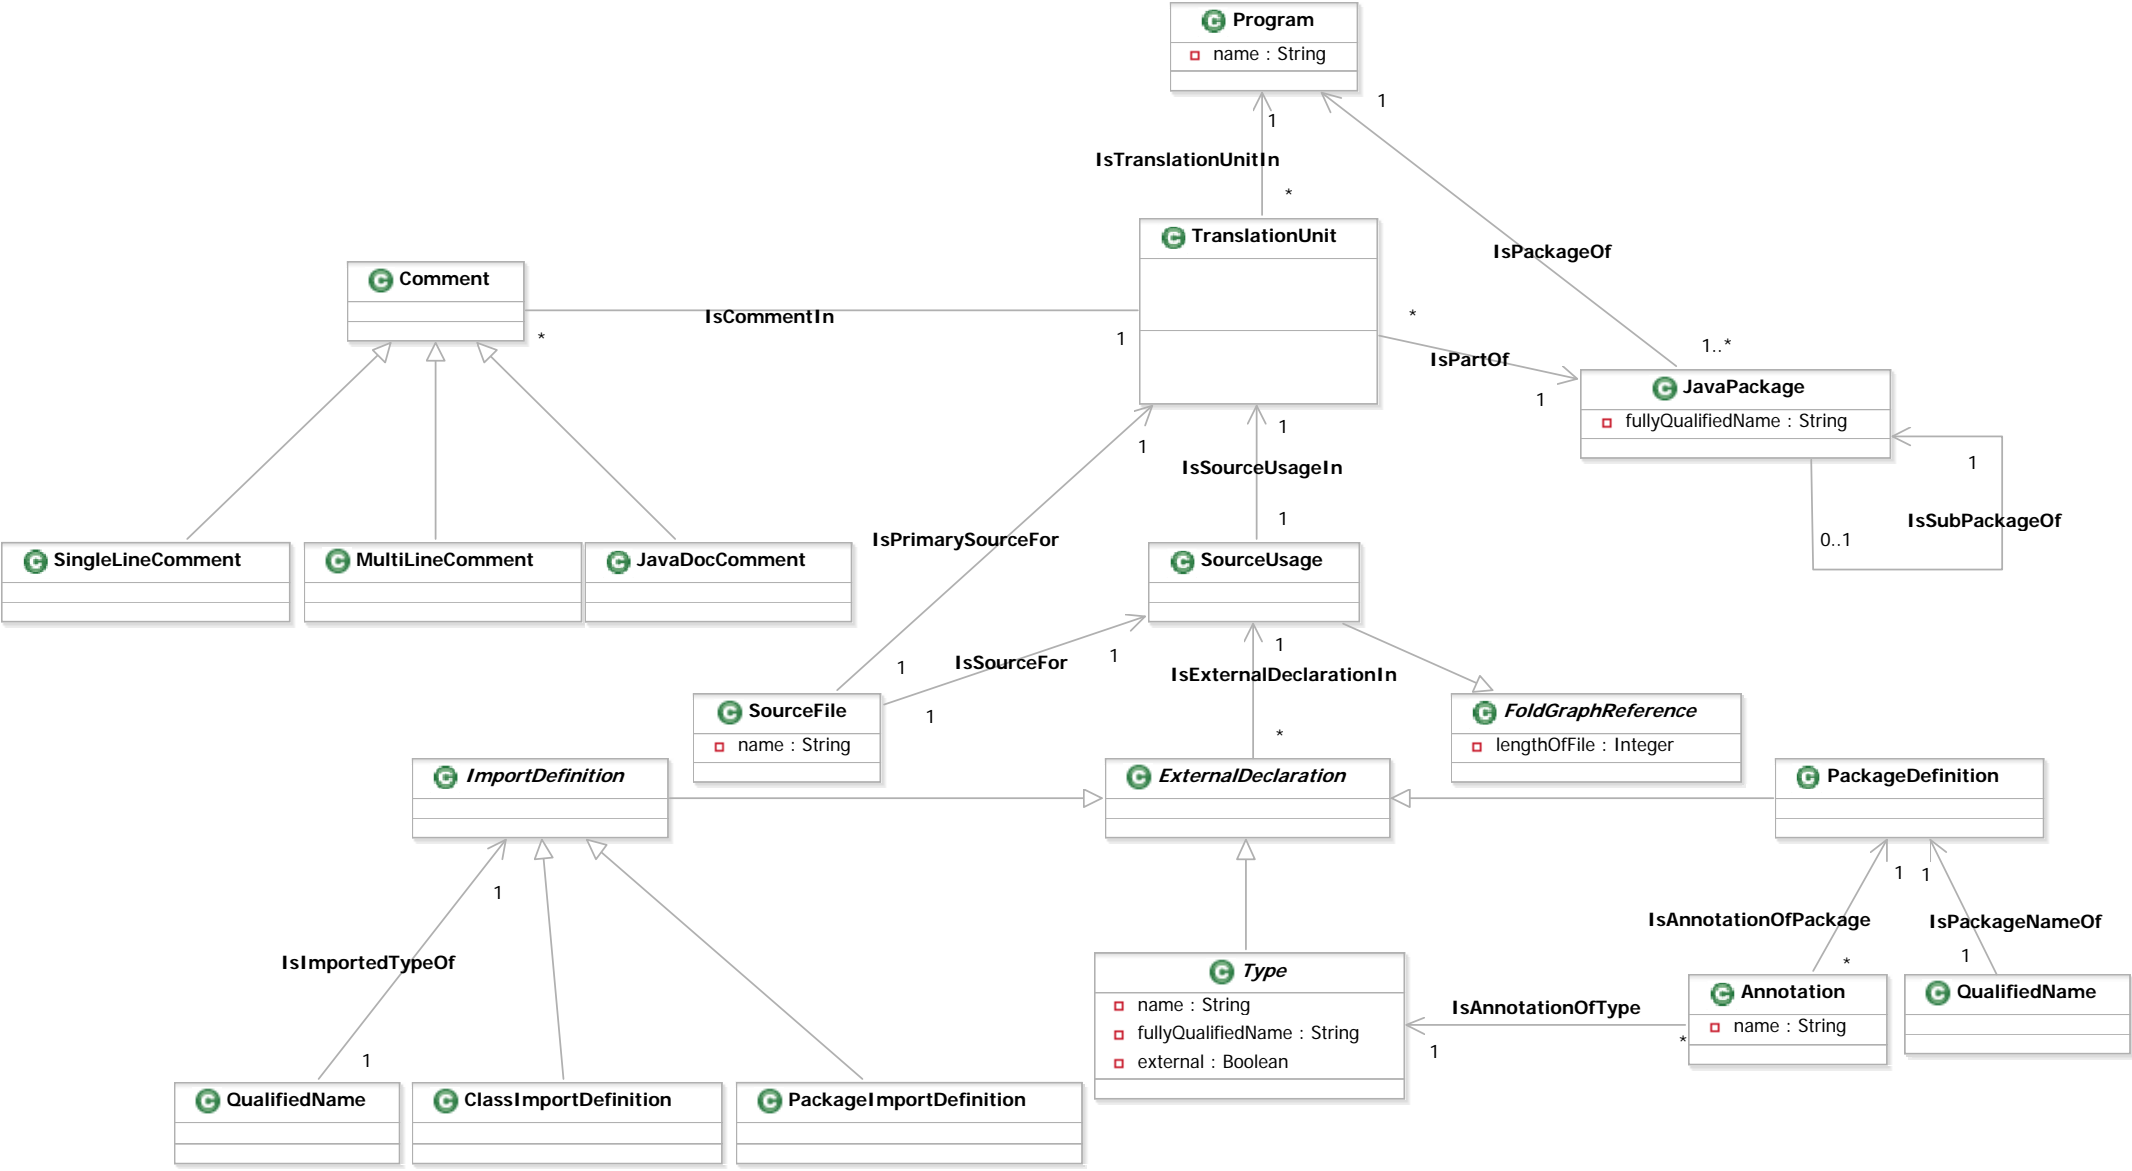 Program
name : String
1
1
IsTranslationUnitIn
*
TranslationUnit
IsPackageOf
Comment
IsCommentIn
*
1
*
IsPartOf
1
1..*
JavaPackage
fullyQualifiedName : String
1
1
IsSourceUsageIn
1
1
IsSubPackageOf
0..1
IsPrimarySourceFor
SingleLineComment
MultiLineComment
JavaDocComment
SourceUsage
1
IsSourceFor
1
1
1
IsExternalDeclarationIn
*
SourceFile
name : String
FoldGraphReference
lengthOfFile : Integer
ImportDefinition
ExternalDeclaration
PackageDefinition
1
1
1
IsAnnotationOfPackage
IsPackageNameOf
*
1
IsImportedTypeOf
1
Type
name : String
fullyQualifiedName : String
external : Boolean
IsAnnotationOfType
1
*
Annotation
name : String
QualifiedName
QualifiedName
ClassImportDefinition
PackageImportDefinition